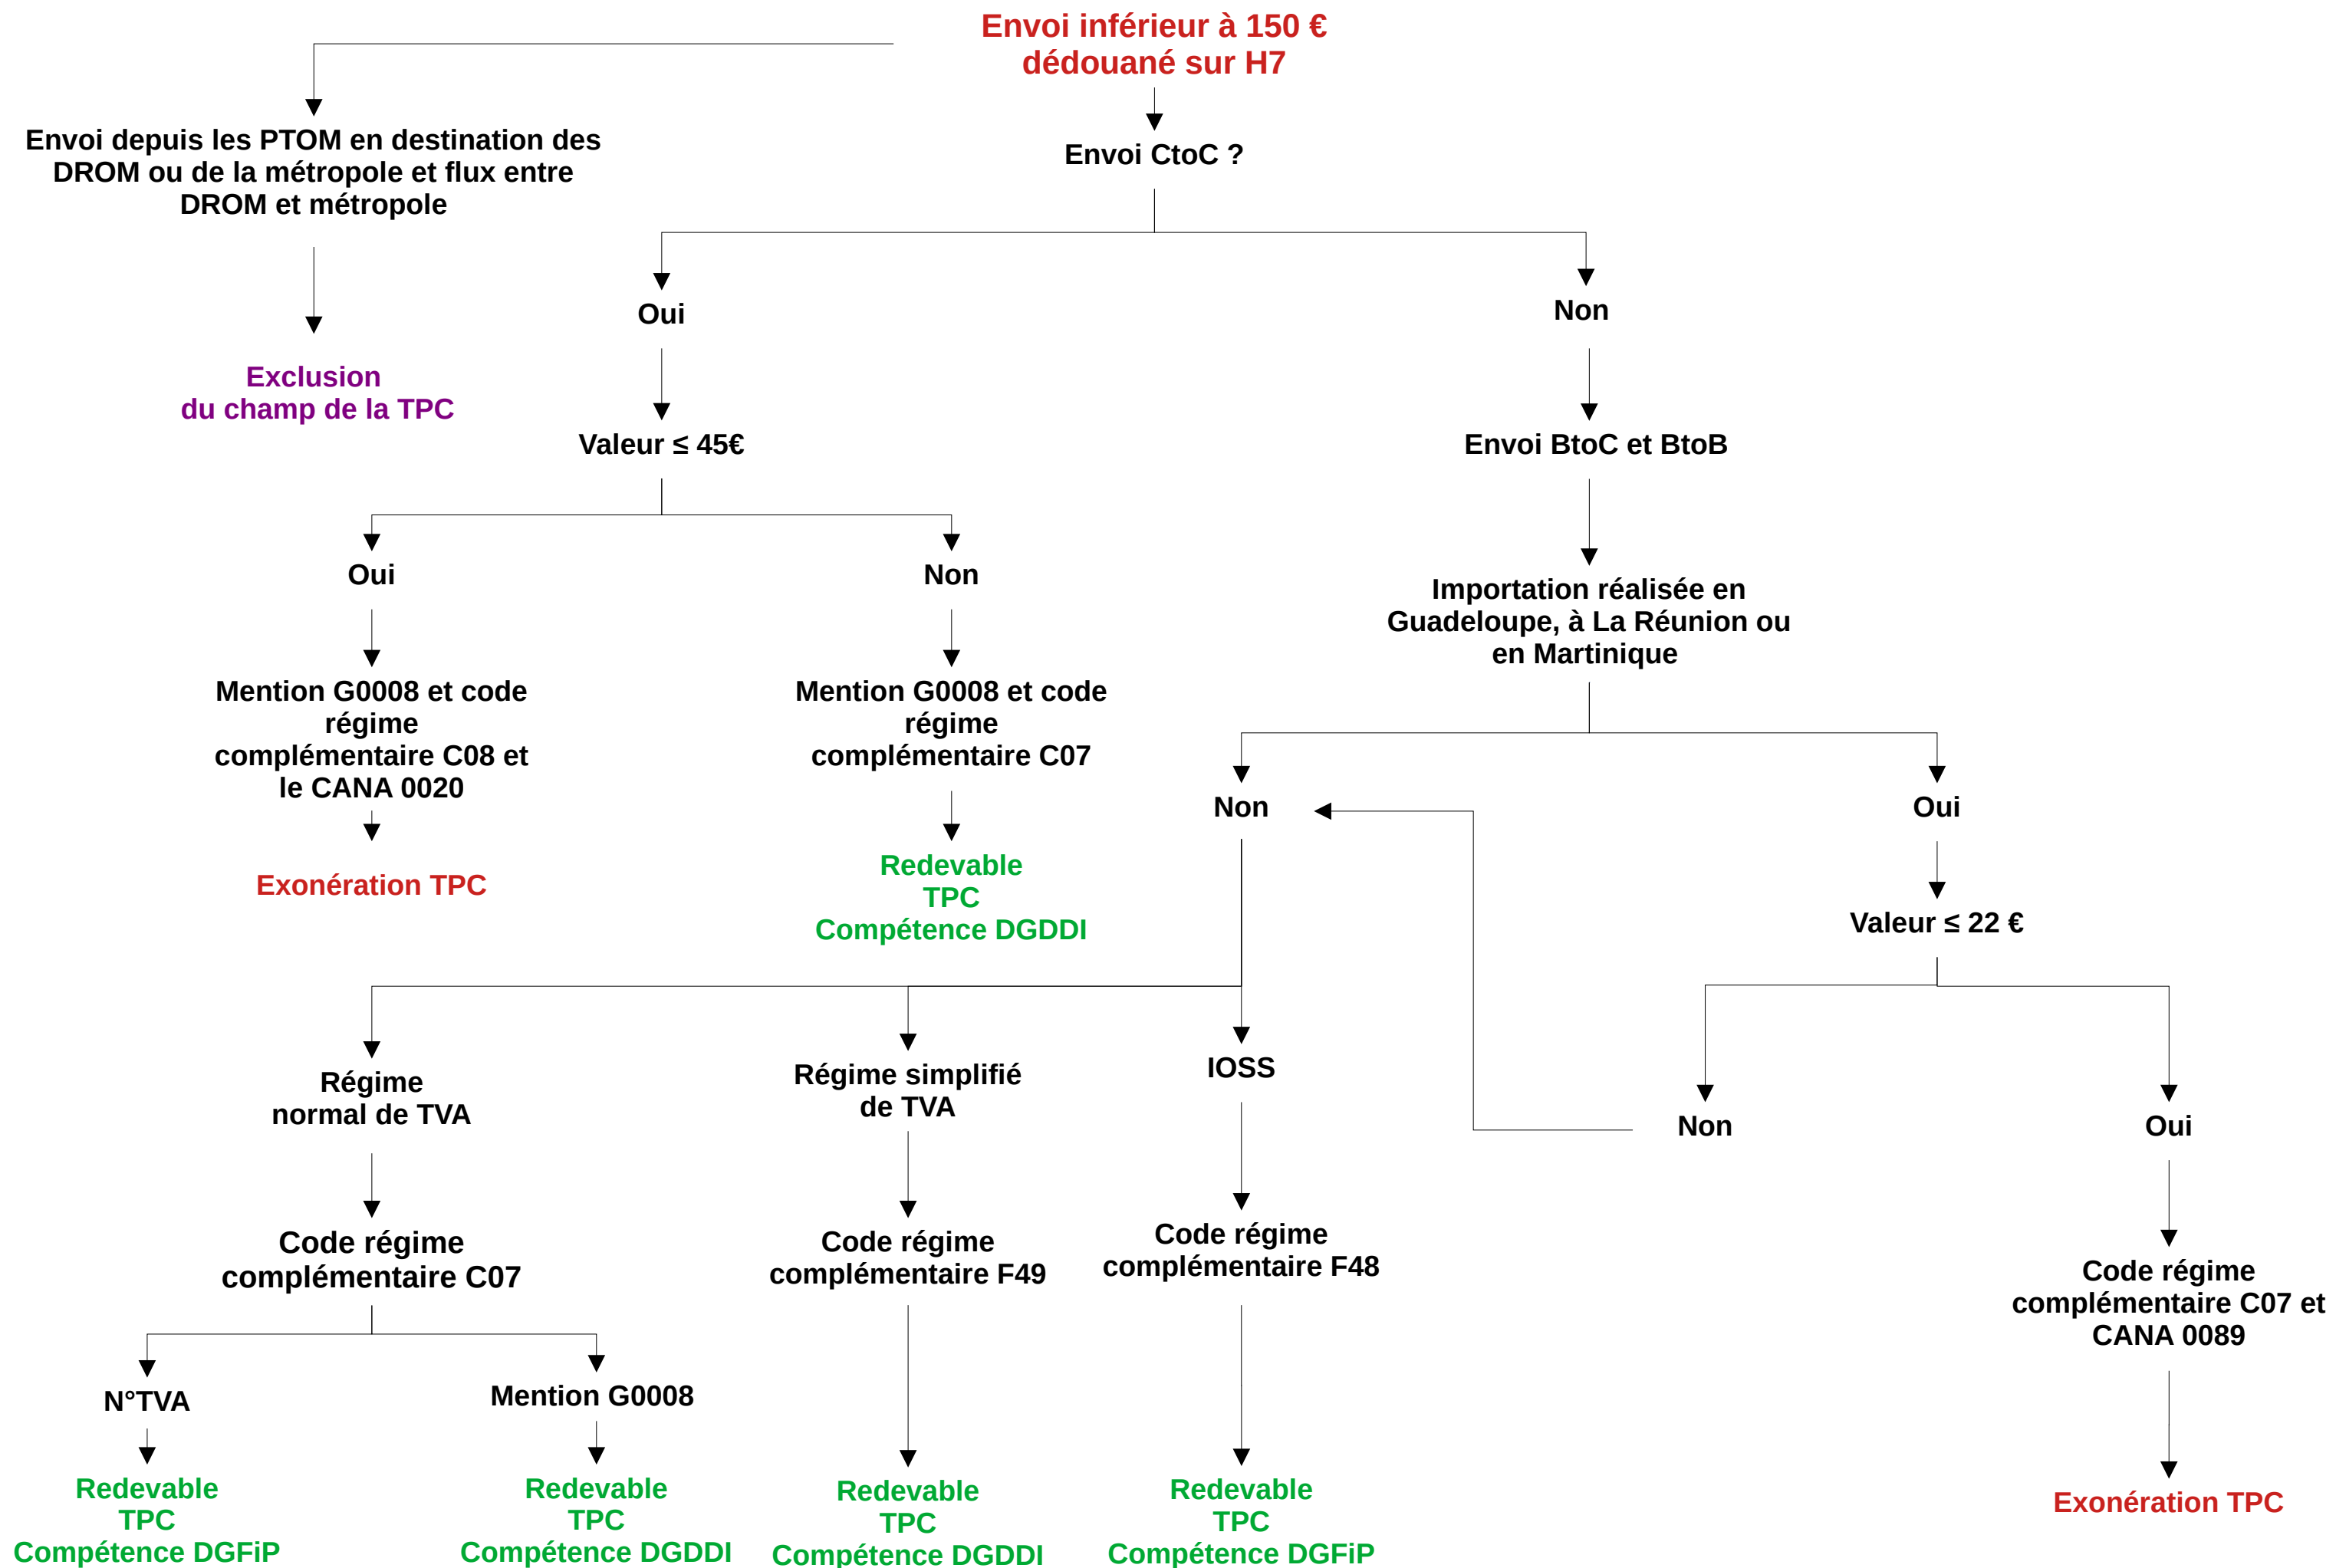 Envoi inférieur à 150 €
dédouané sur H7
Envoi depuis les PTOM en destination des
DROM ou de la métropole et flux entre
DROM et métropole
Envoi CtoC ?
Exclusion
du champ de la TPC
Oui
Non
Valeur ≤ 45€
Envoi BtoC et BtoB
Oui
Non
Importation réalisée en
Guadeloupe, à La Réunion ou
en Martinique
Mention G0008 et code
régime
complémentaire C08 et
le CANA 0020
Mention G0008 et code
régime
complémentaire C07
Non
Oui
Exonération TPC
Redevable
TPC
Compétence DGDDI
Valeur ≤ 22 €
Régime
normal de TVA
Régime simplifié
de TVA
IOSS
Non
Oui
Code régime
complémentaire C07
Code régime
complémentaire F49
Code régime
complémentaire F48
Code régime
complémentaire C07 et
CANA 0089
N°TVA
Mention G0008
Redevable
TPC
Compétence DGFiP
Redevable
TPC
Compétence DGDDI
Redevable
TPC
Compétence DGDDI
Redevable
TPC
Compétence DGFiP
Exonération TPC